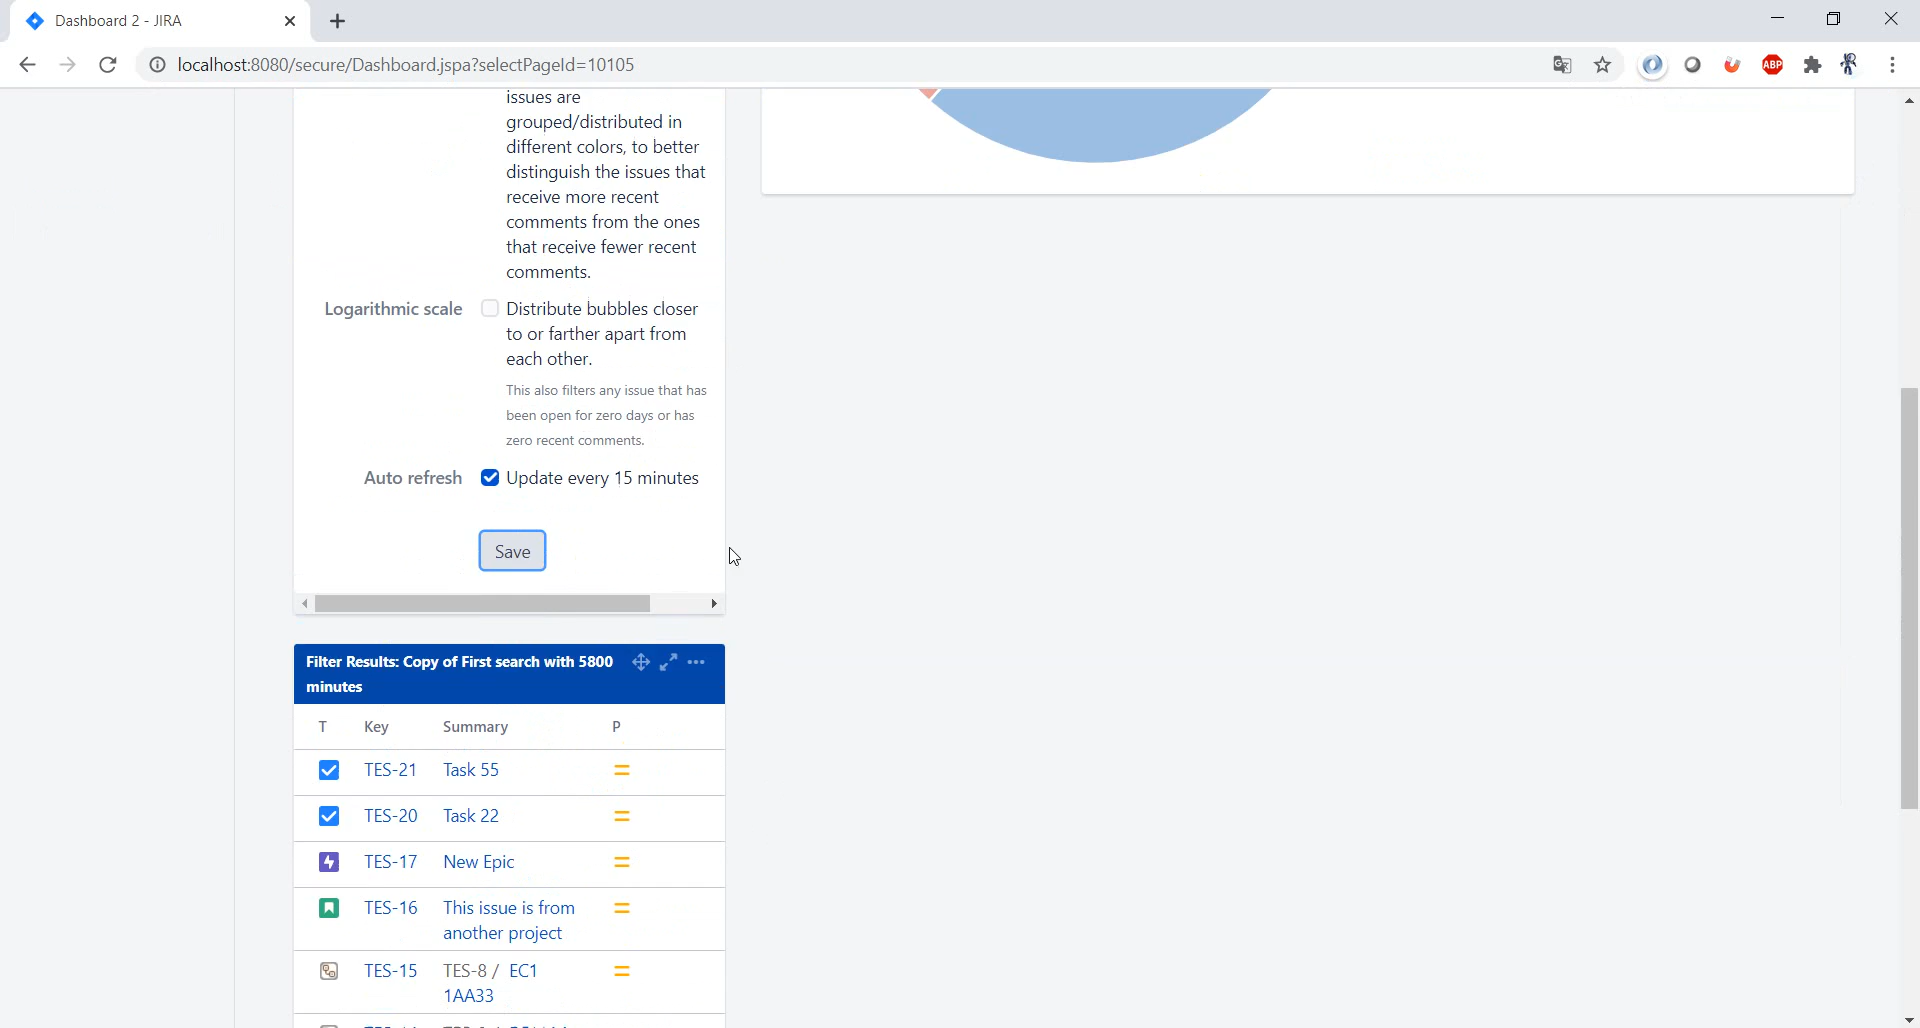 Dashboard 2 - JIRA
localhost:8080/secure/Dashboard.jspa?selectPageId=10105
ABP
issues are
grouped/distributed in
different colors, to better
distinguish the issues that
receive more recent
comments from the ones
that receive fewer recent
comments.
Logarithmic scale
Distribute bubbles closer
to or farther apart from
each other.
This also filters any issue that has
been open for zero days or has
zero recent comments.
Auto refresh
Update every 15 minutes
Save
Filter Results: Copy of First search with 5800
minutes
T Key Summary P
TES-21 Task 55
TES-20 Task 22
TES-17 New Epic
TES-16 This issue is from
another project
TES-15 TES-8 / EC1
1AA33